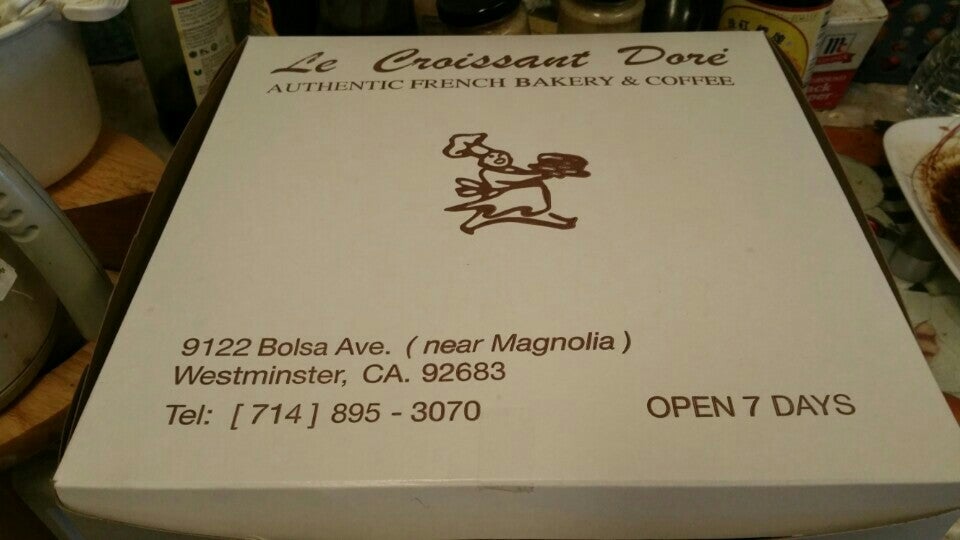 Le Croissant Doré
AUTHENTIC FRENCH BAKERY & COFFEE
9122 Bolsa Ave. ( near Magnolia )
Westminster, CA. 92683
Tel: [ 714 ] 895 - 3070
OPEN 7 DAYS